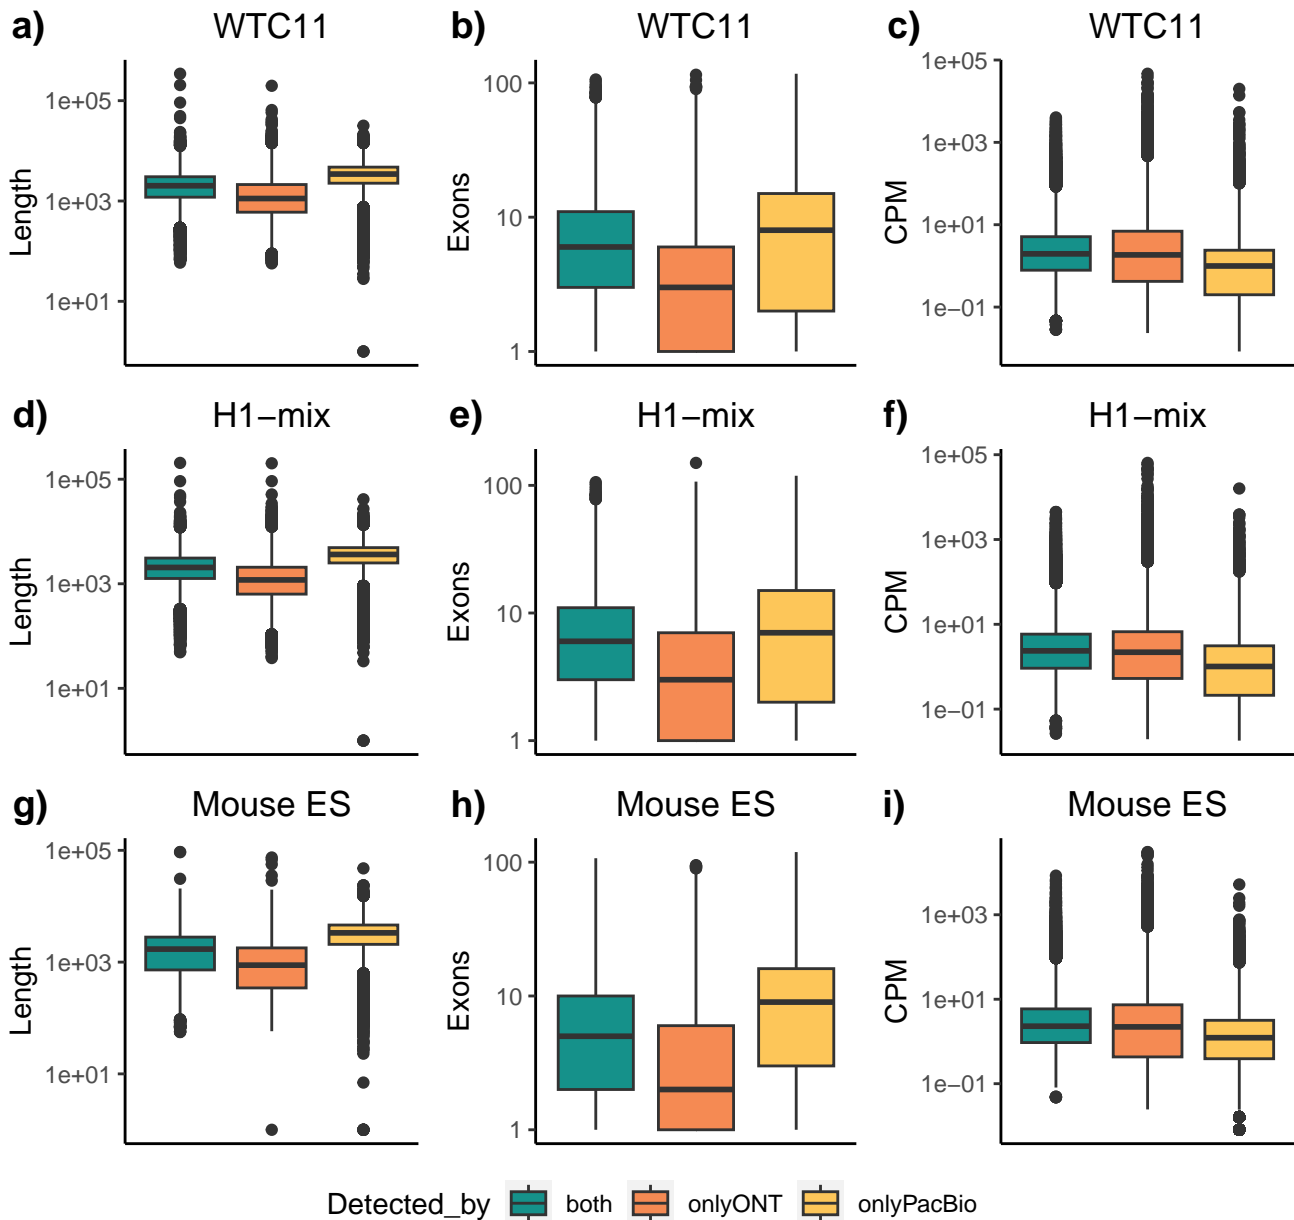 a) WTC11
b) WTC11
c) WTC11
Length
1e+05
1e+03
1e+01
Exons
100
10
1
CPM
1e+05
1e+03
1e+01
1e−01
d) H1−mix
e) H1−mix
f) H1−mix
Length
1e+05
1e+03
1e+01
Exons
100
10
1
CPM
1e+05
1e+03
1e+01
1e−01
g) Mouse ES
h) Mouse ES
i) Mouse ES
Length
1e+05
1e+03
1e+01
Exons
100
10
1
CPM
1e+03
1e+01
1e−01
Detected_by both onlyONT onlyPacBio